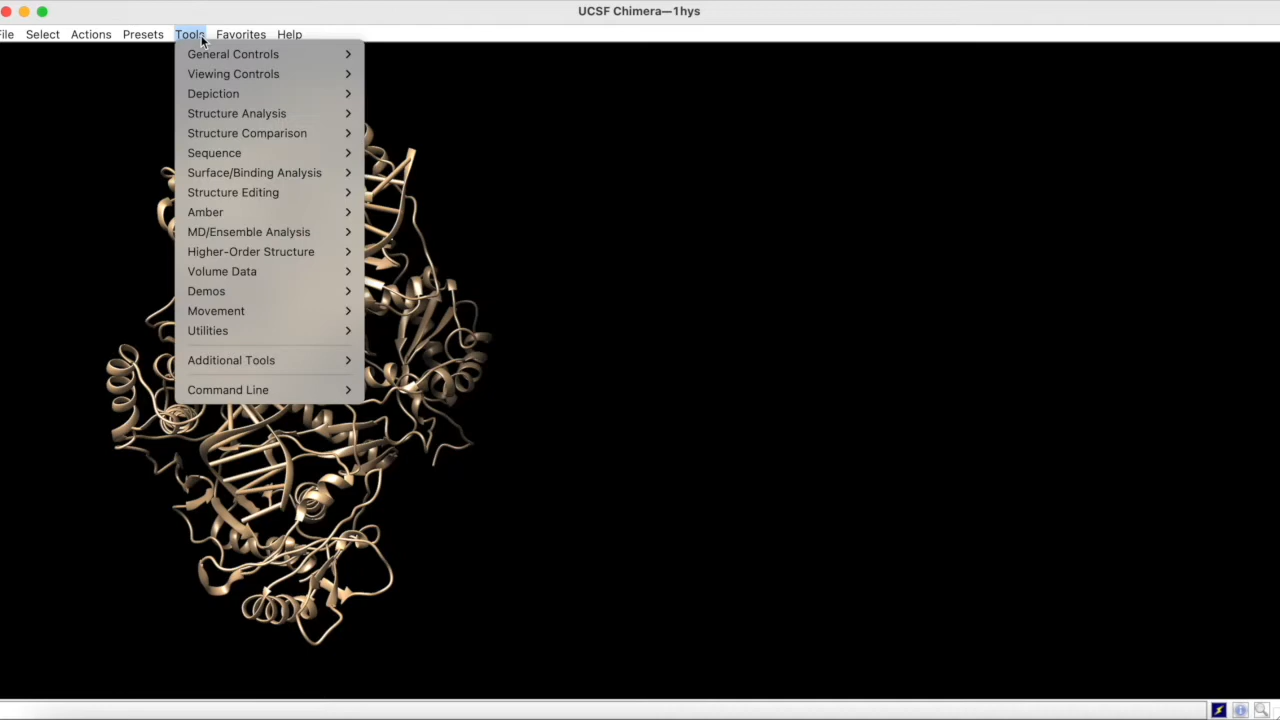 UCSF Chimera—1hys
File Select Actions Presets Tools Favorites Help
General Controls
Viewing Controls
Depiction
Structure Analysis
Structure Comparison
Sequence
Surface/Binding Analysis
Structure Editing
Amber
MD/Ensemble Analysis
Higher-Order Structure
Volume Data
Demos
Movement
Utilities
Additional Tools
Command Line